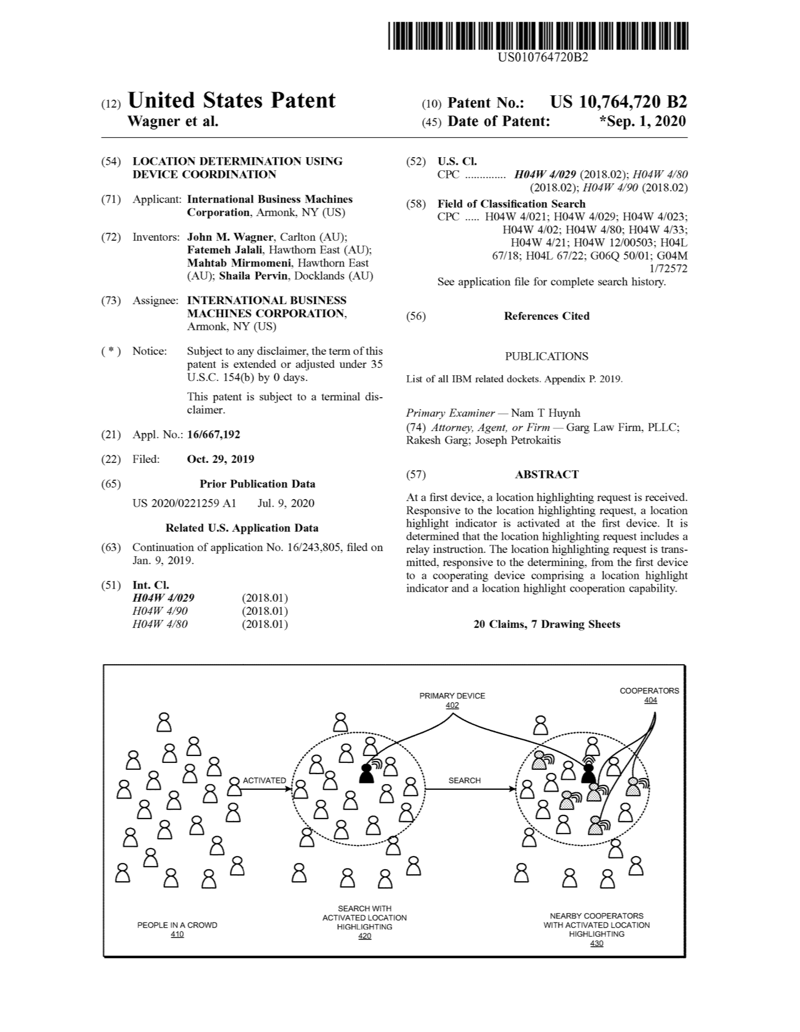 US010764720B2
(12) United States Patent
Wagner et al.
(10) Patent No.: US 10,764,720 B2
(45) Date of Patent: *Sep. 1, 2020
(54) LOCATION DETERMINATION USING
DEVICE COORDINATION
(71) Applicant: International Business Machines
Corporation, Armonk, NY (US)
(72) Inventors: John M. Wagner, Carlton (AU);
Fatemeh Jalali, Hawthorn East (AU);
Mahtab Mirmomeni, Hawthorn East
(AU); Shaila Pervin, Docklands (AU)
(73) Assignee: INTERNATIONAL BUSINESS
MACHINES CORPORATION,
Armonk, NY (US)
( * ) Notice: Subject to any disclaimer, the term of this
patent is extended or adjusted under 35
U.S.C. 154(b) by 0 days.
This patent is subject to a terminal dis-
claimer.
(21) Appl. No.: 16/667,192
(22) Filed: Oct. 29, 2019
(65) Prior Publication Data
US 2020/0221259 A1 Jul. 9, 2020
Related U.S. Application Data
(63) Continuation of application No. 16/243,805, filed on
Jan. 9, 2019.
(51) Int. Cl.
H04W 4/029 (2018.01)
H04W 4/90 (2018.01)
H04W 4/80 (2018.01)
(52) U.S. Cl.
CPC .............. H04W 4/029 (2018.02); H04W 4/80
(2018.02); H04W 4/90 (2018.02)
(58) Field of Classification Search
CPC ..... H04W 4/021; H04W 4/029; H04W 4/023;
H04W 4/02; H04W 4/80; H04W 4/33;
H04W 4/21; H04W 12/00503; H04L
67/18; H04L 67/22; G06Q 50/01; G04M
1/72572
See application file for complete search history.
(56) References Cited
PUBLICATIONS
List of all IBM related dockets. Appendix P. 2019.
Primary Examiner — Nam T Huynh
(74) Attorney, Agent, or Firm — Garg Law Firm, PLLC;
Rakesh Garg; Joseph Petrokaitis
(57) ABSTRACT
At a first device, a location highlighting request is received.
Responsive to the location highlighting request, a location
highlight indicator is activated at the first device. It is
determined that the location highlighting request includes a
relay instruction. The location highlighting request is trans-
mitted, responsive to the determining, from the first device
to a cooperating device comprising a location highlight
indicator and a location highlight cooperation capability.
20 Claims, 7 Drawing Sheets
PRIMARY DEVICE
402
COOPERATORS
404
ACTIVATED
SEARCH
PEOPLE IN A CROWD
410
SEARCH WITH
ACTIVATED LOCATION
HIGHLIGHTING
420
NEARBY COOPERATORS
WITH ACTIVATED LOCATION
HIGHLIGHTING
430